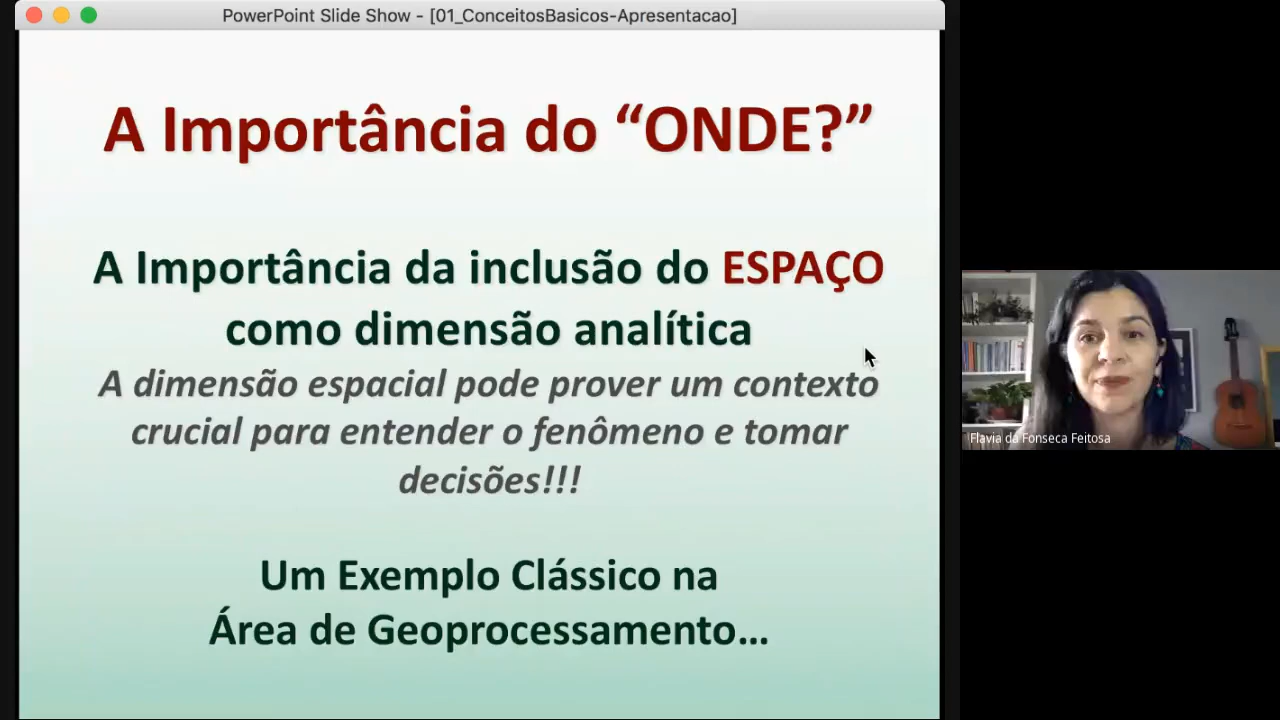 PowerPoint Slide Show - [01_ConceitosBasicos-Apresentacao]
A Importância do “ONDE?”
A Importância da inclusão do ESPAÇO
como dimensão analítica
A dimensão espacial pode prover um contexto
crucial para entender o fenômeno e tomar
decisões!!!
Um Exemplo Clássico na
Área de Geoprocessamento...
Flavia da Fonseca Feitosa